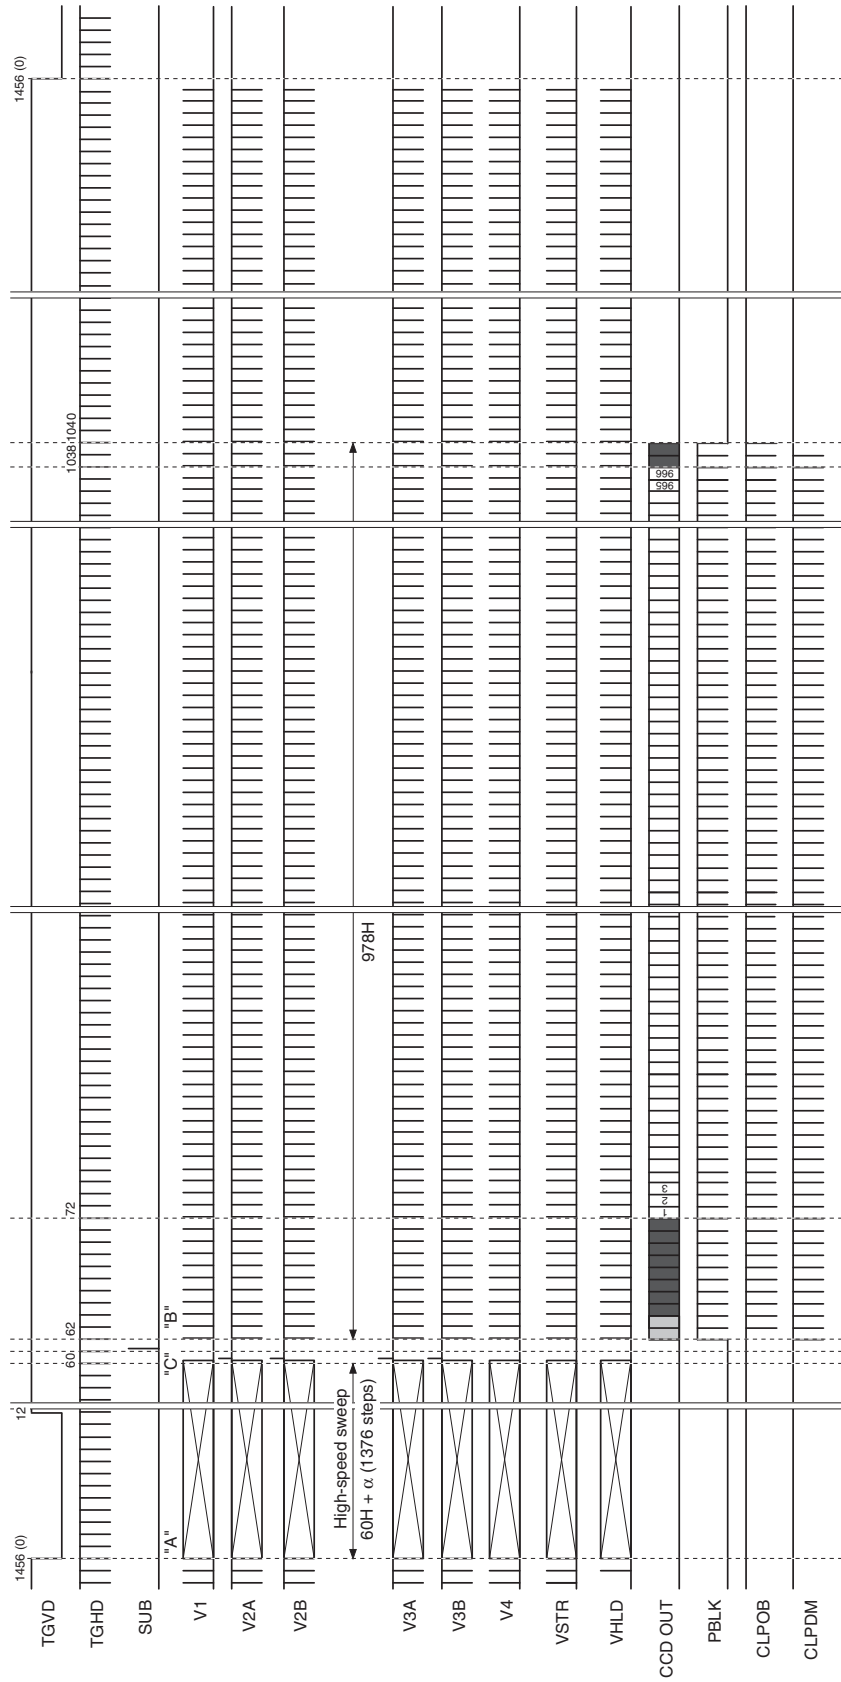 TGVD
TGHD
SUB
V1
V2A
V2B
V3A
V3B
V4
VSTR
VHLD
CCD OUT
PBLK
CLPOB
CLPDM
1456 (0)
12
60
62
72
1038
1040
1456 (0)
"A"
"C"
"B"
High-speed sweep
60H + α (1376 steps)
978H
1
2
3
965
966